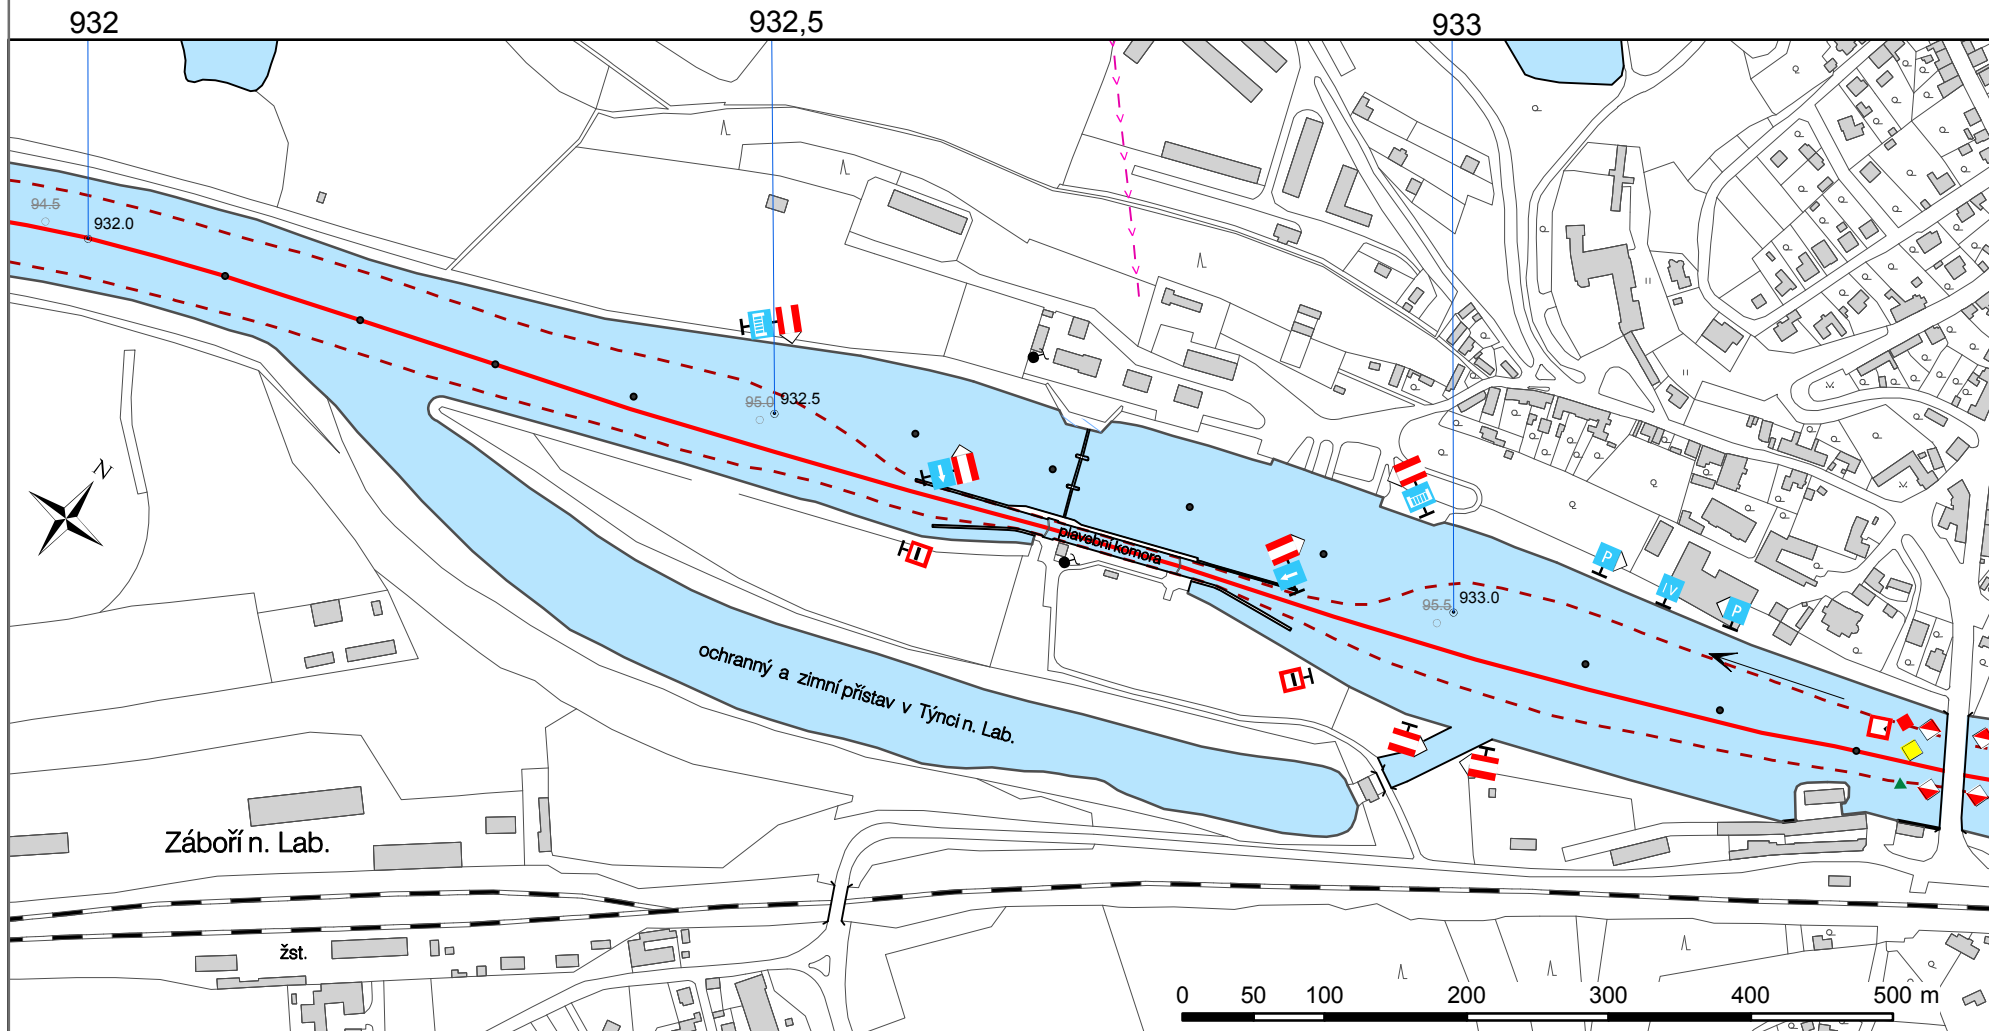 932
932,5
933
94.5
932.0
N
95.0
932.5
plavební komora
95.5
933.0
P
IV
P
ochranný a zimní přístav v Týnci n. Lab.
Záboří n. Lab.
žst.
0 50 100 200 300 400 500 m